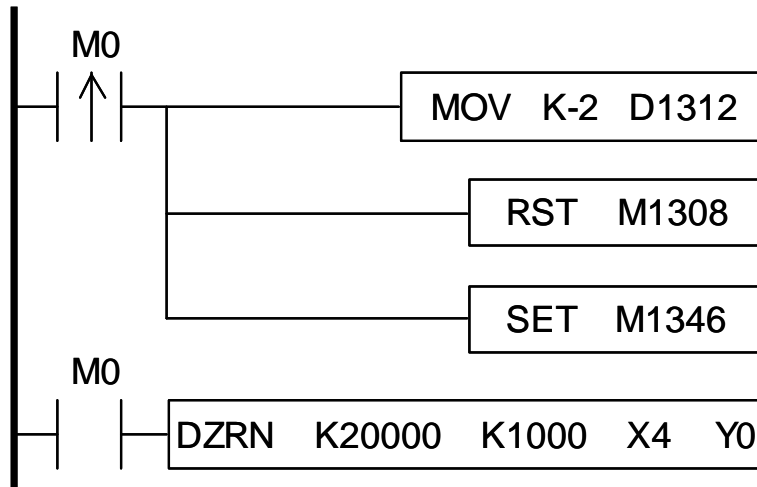 M0
MOV K-2 D1312
RST M1308
SET M1346
M0
DZRN K20000 K1000 X4 Y0